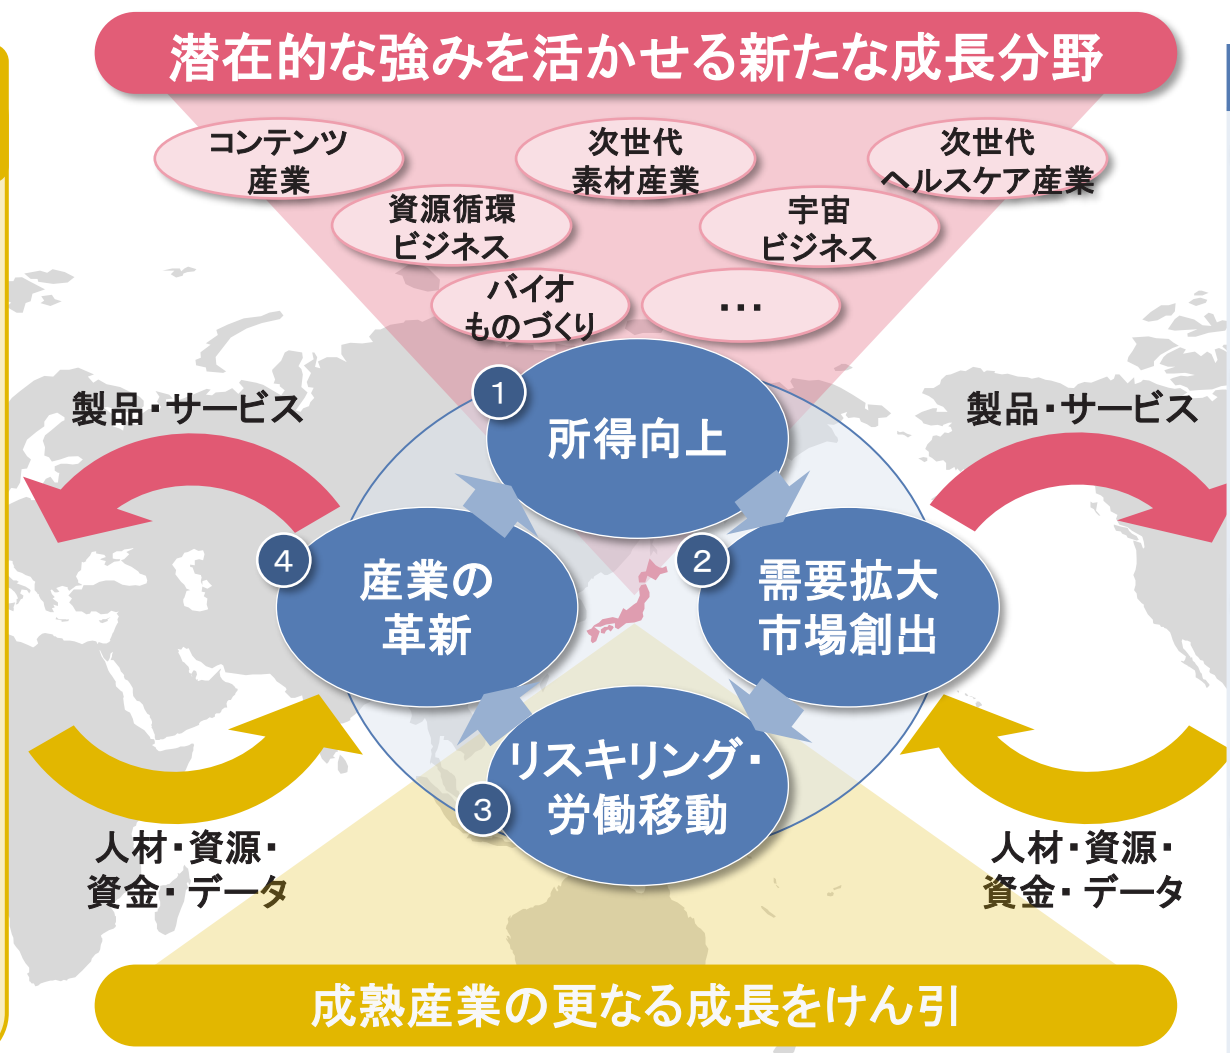 潜在的な強みを活かせる新たな成長分野
コンテンツ
産業
次世代
素材産業
次世代
ヘルスケア産業
資源循環
ビジネス
宇宙
ビジネス
バイオ
ものづくり
・・・
製品・サービス
製品・サービス
1
所得向上
2
需要拡大
市場創出
4
産業の
革新
3
リスキリング・
労働移動
人材・資源・
資金・データ
人材・資源・
資金・データ
成熟産業の更なる成長をけん引